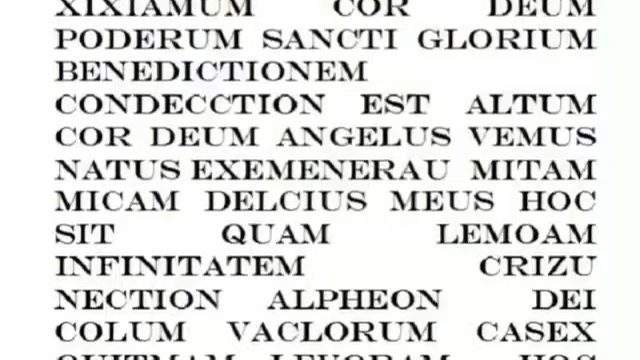 XIXIAMUM COR DEUM
PODERUM SANCTI GLORIUM
BENEDICTIONEM
CONDECCTION EST ALTUM
COR DEUM ANGELUS VEMUS
NATUS EXEMENERAU MITAM
MICAM DELCIUS MEUS HOC
SIT QUAM LEMOAM
INFINITATEM CRIZU
NECTION ALPHEON DEI
COLUM VACLORUM CASEX